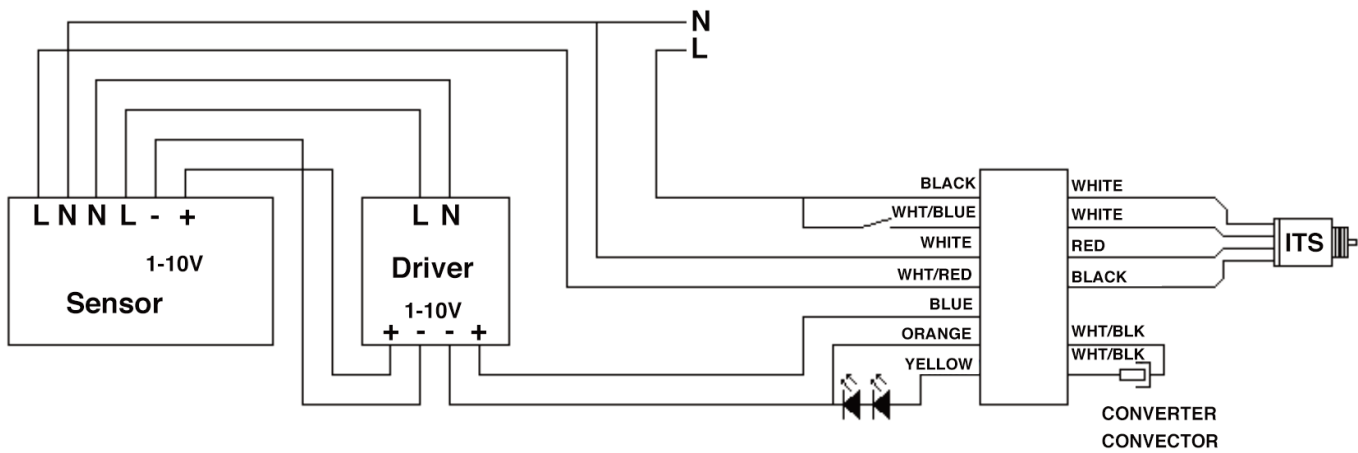 N
L
BLACK
WHT/BLUE
WHITE
WHT/RED
BLUE
ORANGE
YELLOW
WHITE
WHITE
RED
BLACK
WHT/BLK
WHT/BLK
ITS
CONVERTER
CONVECTOR
L N N L - +
1-10V
Sensor
L N
Driver
1-10V
+ - - +